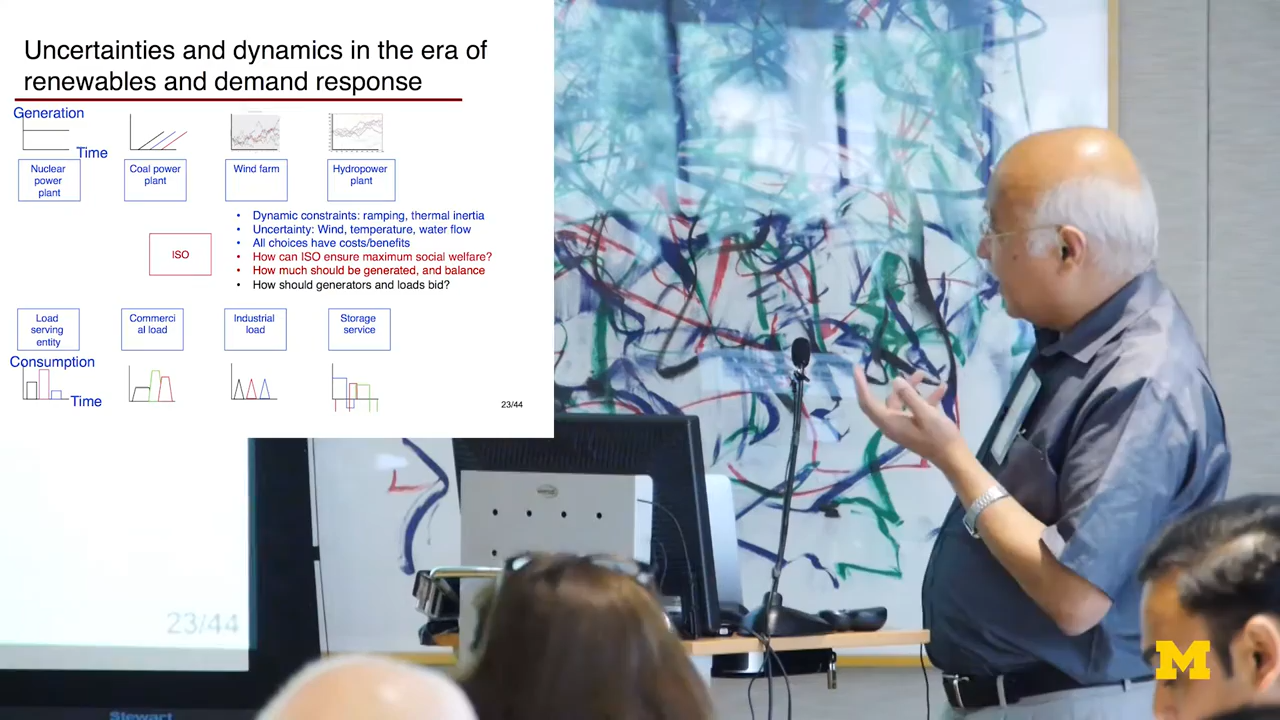 Uncertainties and dynamics in the era of
renewables and demand response
Generation
Time
Nuclear
power
plant
Coal power
plant
Wind farm
Hydropower
plant
• Dynamic constraints: ramping, thermal inertia
• Uncertainty: Wind, temperature, water flow
• All choices have costs/benefits
• How can ISO ensure maximum social welfare?
• How much should be generated, and balance
• How should generators and loads bid?
ISO
Load
serving
entity
Commerci
al load
Industrial
load
Storage
service
Consumption
Time
23/44
23/44
Stewart
M